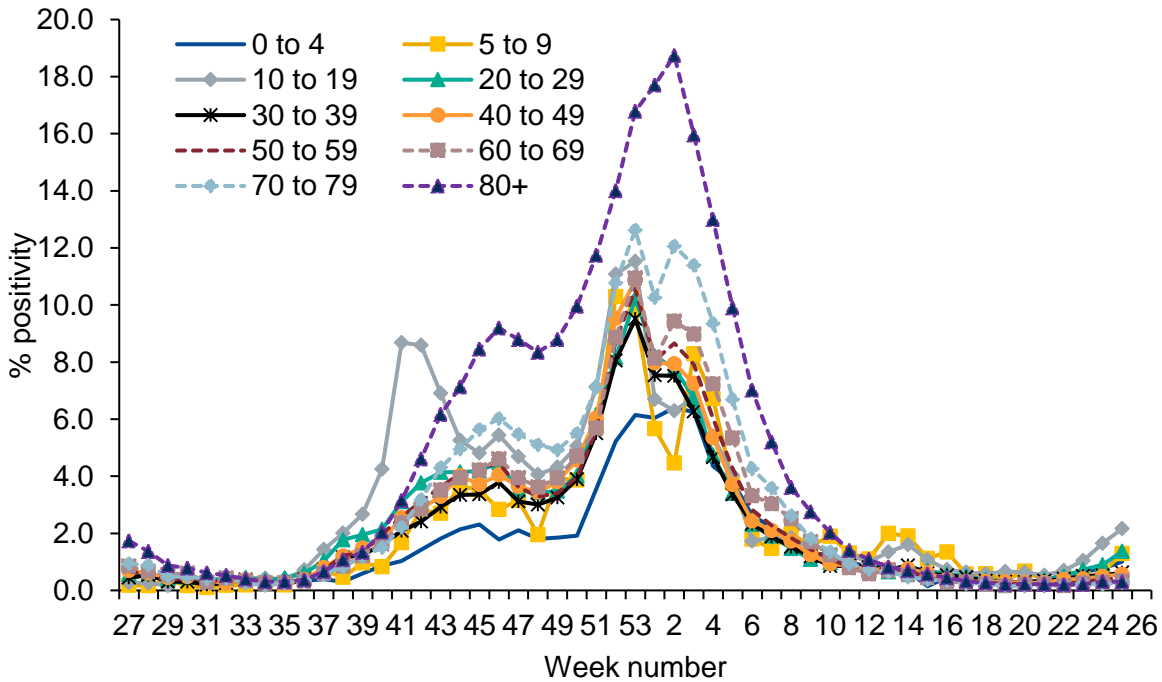 20.0
18.0
16.0
14.0
12.0
10.0
8.0
6.0
4.0
2.0
0.0
% positivity
0 to 4 5 to 9
10 to 19 20 to 29
30 to 39 40 to 49
50 to 59 60 to 69
70 to 79 80+
27 29 31 33 35 37 39 41 43 45 47 49 51 53 2 4 6 8 10 12 14 16 18 20 22 24 26
Week number